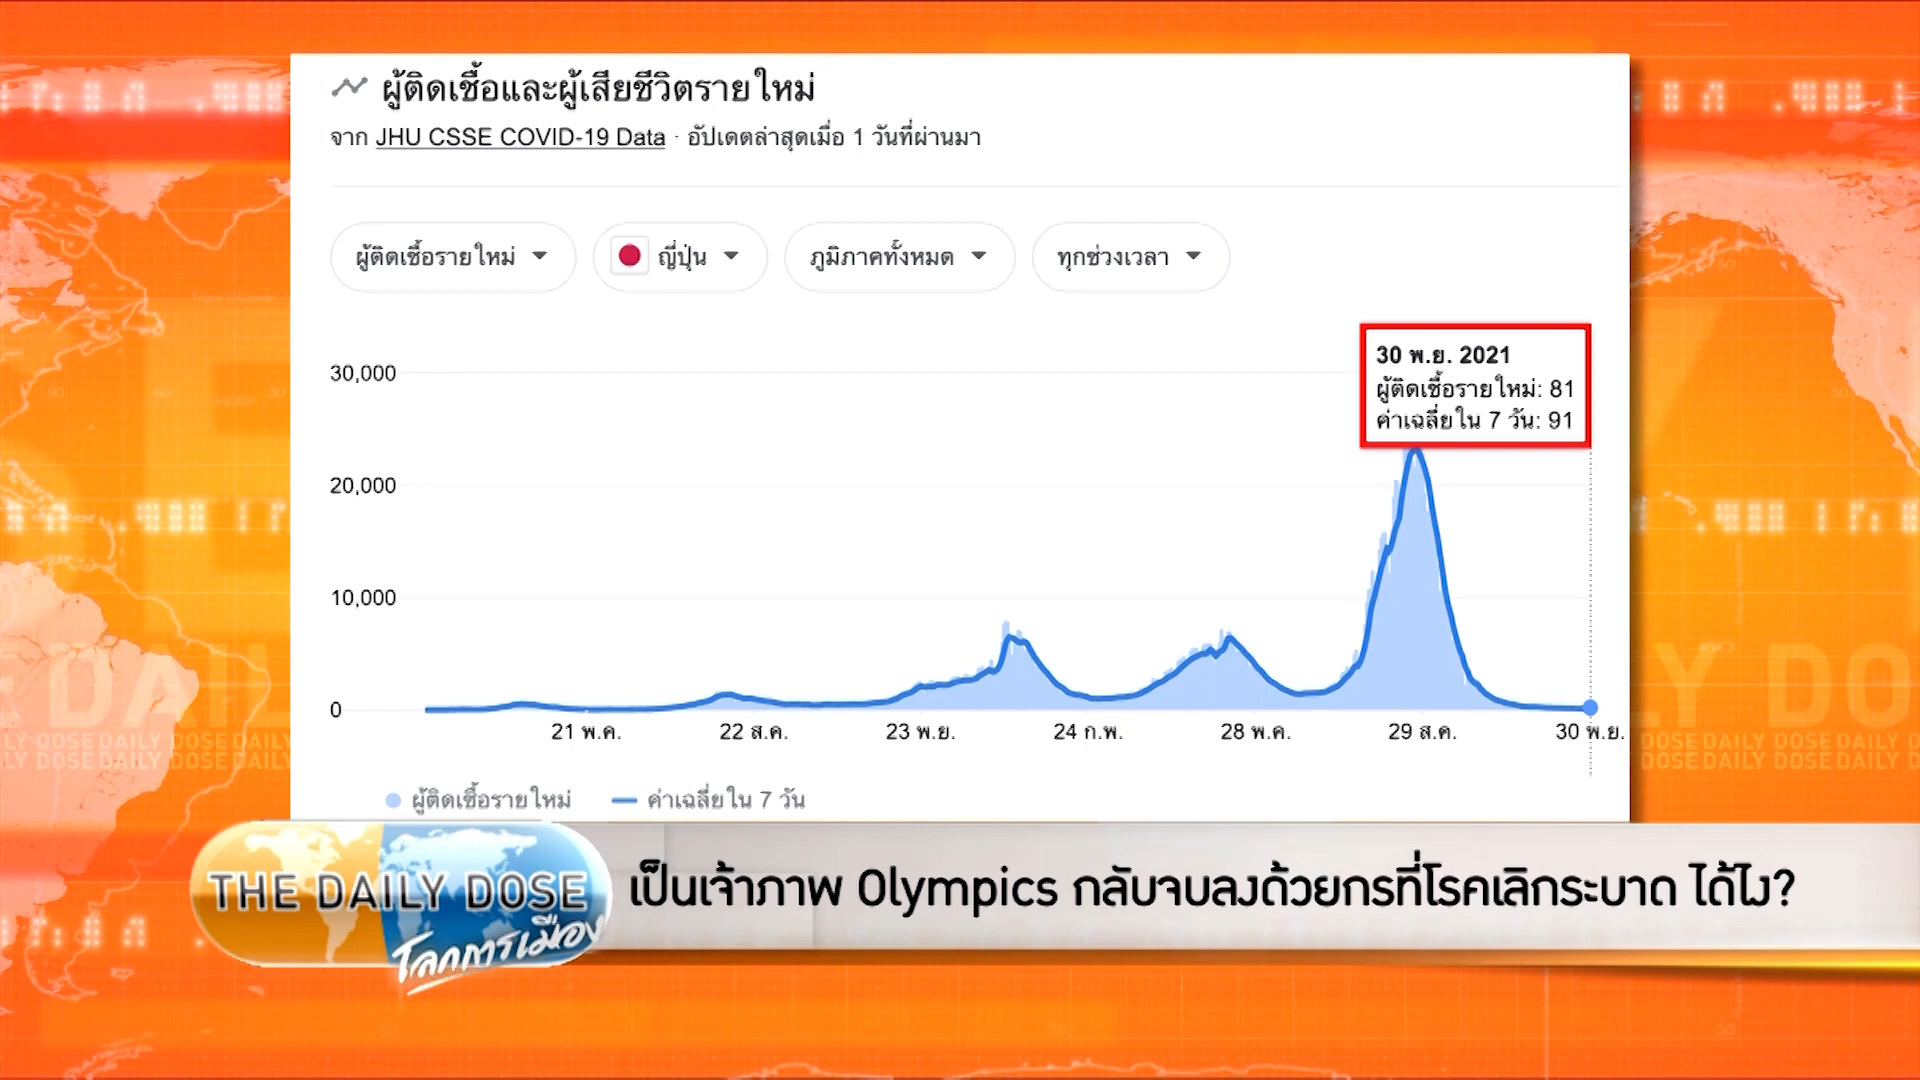 ผู้ติดเชื้อและผู้เสียชีวิตรายใหม่
จาก JHU CSSE COVID-19 Data · อัปเดตล่าสุดเมื่อ 1 วันที่ผ่านมา
ผู้ติดเชื้อรายใหม่ ญี่ปุ่น ภูมิภาคทั้งหมด ทุกช่วงเวลา
30 พ.ย. 2021
ผู้ติดเชื้อรายใหม่: 81
ค่าเฉลี่ยใน 7 วัน: 91
30,000
20,000
10,000
0
21 พ.ค. 22 ส.ค. 23 พ.ย. 24 ก.พ. 28 พ.ค. 29 ส.ค. 30 พ.ย.
ผู้ติดเชื้อรายใหม่ ค่าเฉลี่ยใน 7 วัน
THE DAILY DOSE
โลกการเมือง
เป็นเจ้าภาพ Olympics กลับจบลงด้วยกรที่โรคเลิกระบาด ได้ไง?